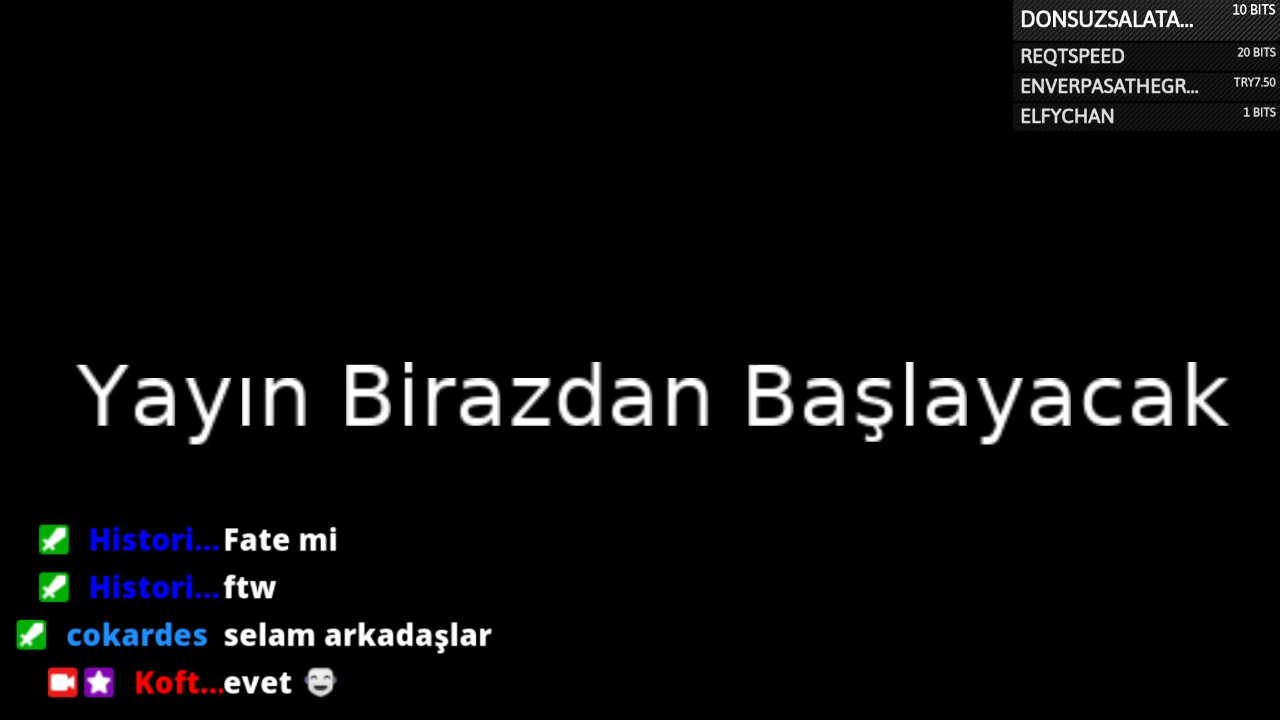 DONSUZSALATA... 10 BITS
REQTSPEED 20 BITS
ENVERPASATHEGR... TRY7.50
ELFYCHAN 1 BITS
Yayın Birazdan Başlayacak
Histori... Fate mi
Histori... ftw
cokardes selam arkadaşlar
Koft... evet